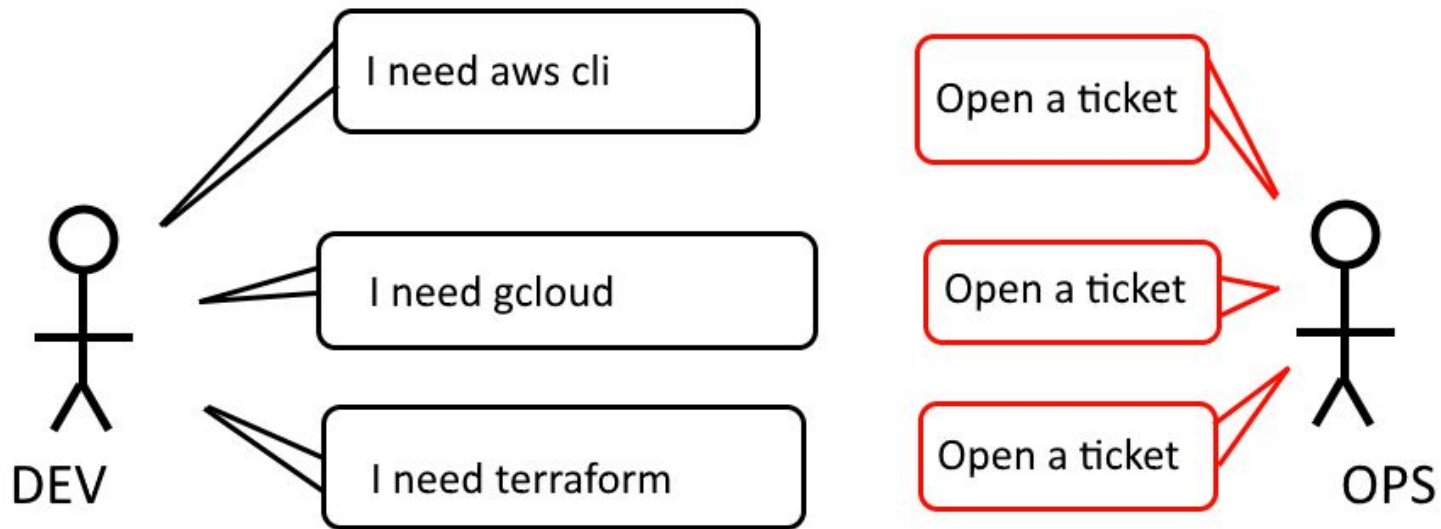 I need aws cli
Open a ticket
I need gcloud
Open a ticket
I need terraform
Open a ticket
DEV
OPS